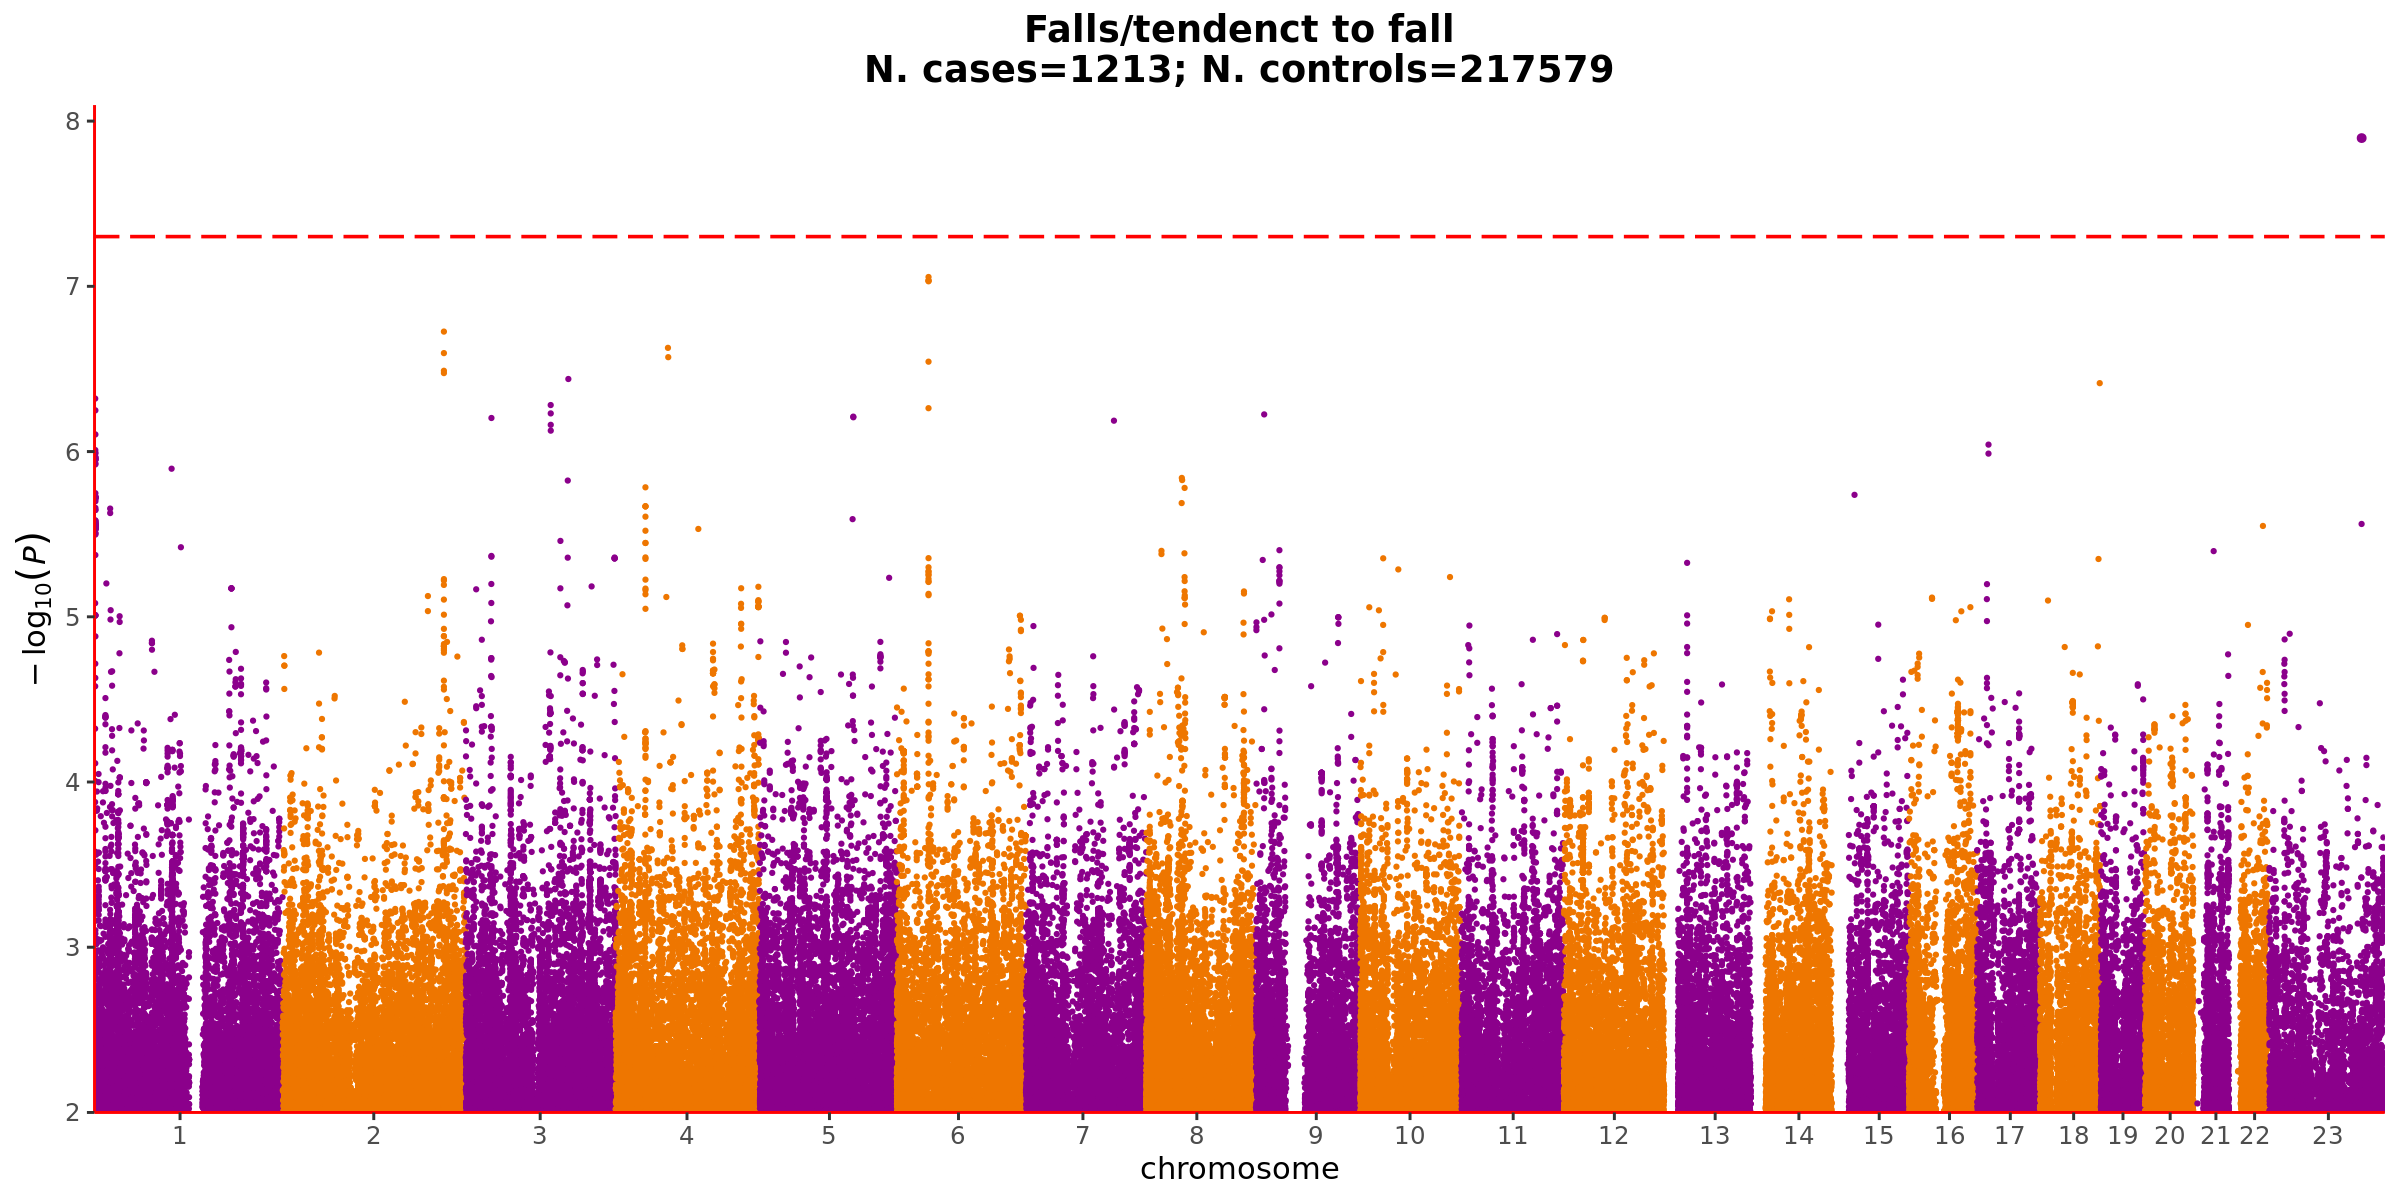 Falls/tendenct to fall
N. cases=1213; N. controls=217579
8
7
6
5
4
3
2
−log10(P)
1 2 3 4 5 6 7 8 9 10 11 12 13 14 15 16 17 18 19 20 21 22 23
chromosome